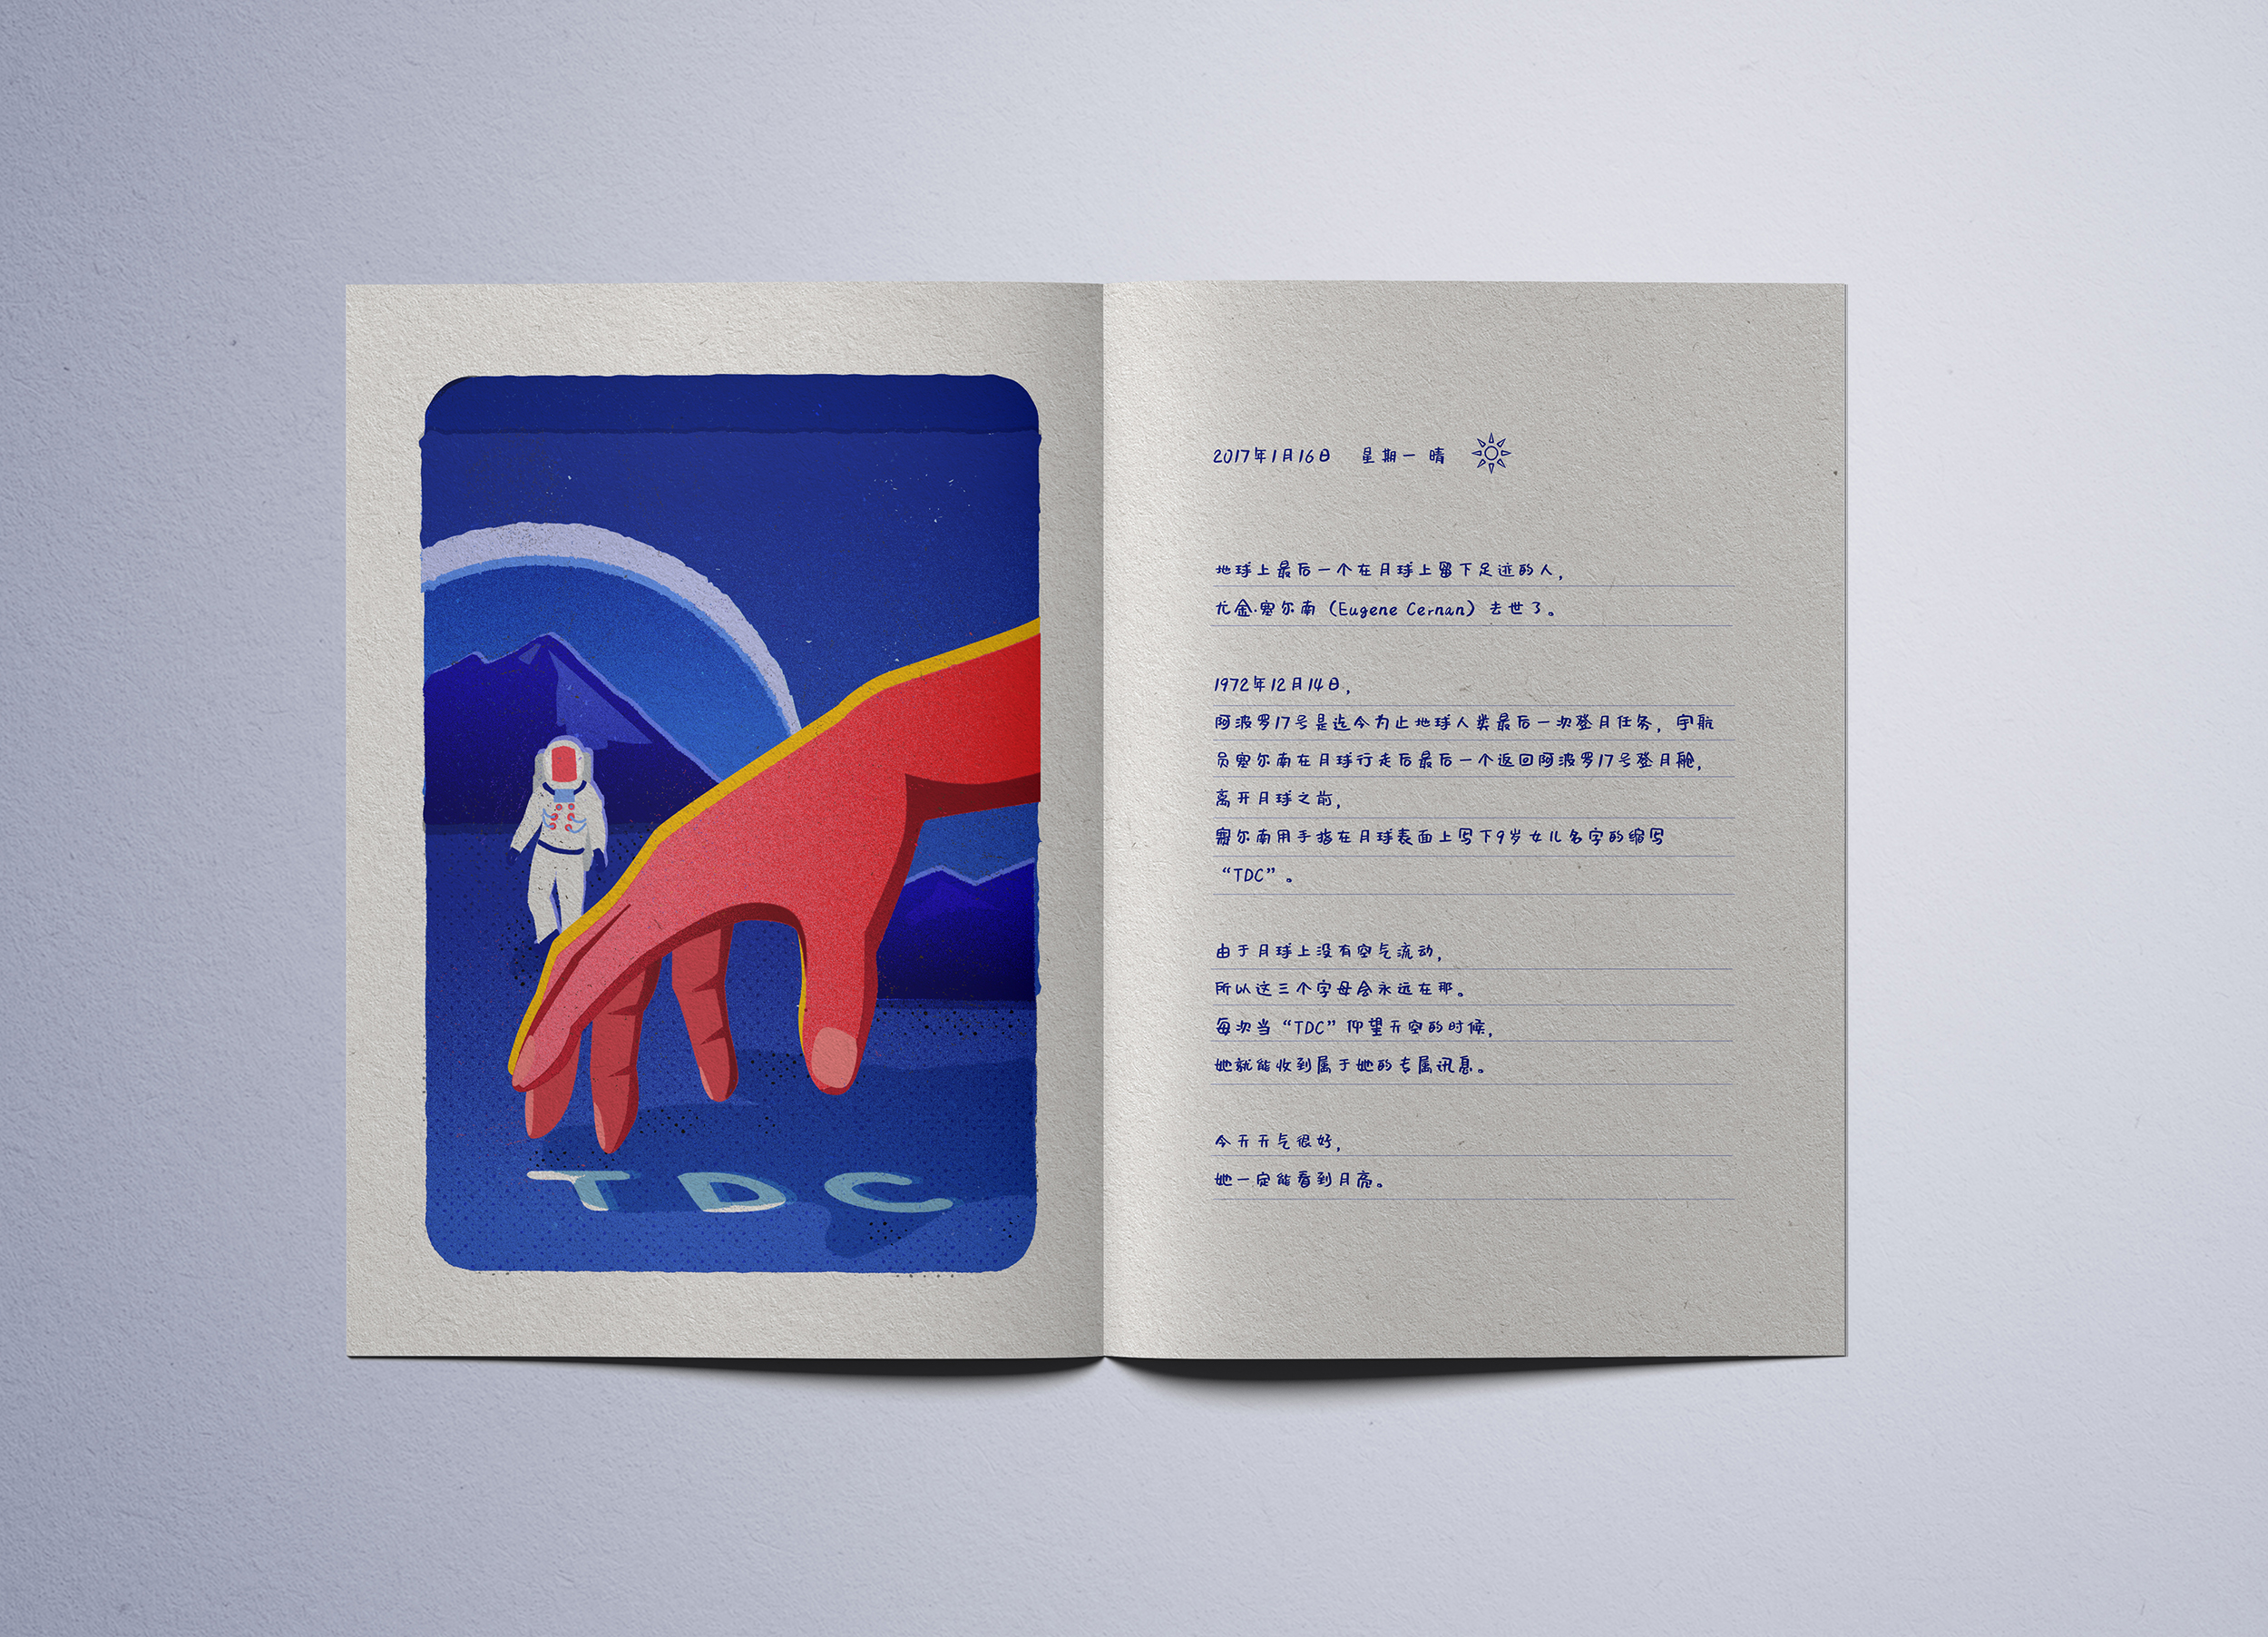 TDC
2017年1月16日 星期一 晴
地球上最后一个在月球上留下足迹的人，
尤金·塞尔南（Eugene Cernan）去世了。
1972年12月14日，
阿波罗17号是迄今为止地球人类最后一次登月任务，宇航
员塞尔南在月球行走后最后一个返回阿波罗17号登月舱，
离开月球之前，
塞尔南用手指在月球表面上写下9岁女儿名字的缩写
“TDC”。
由于月球上没有空气流动，
所以这三个字母会永远在那。
每次当“TDC”仰望天空的时候，
她就能收到属于她的专属讯息。
今天天气很好，
她一定能看到月亮。